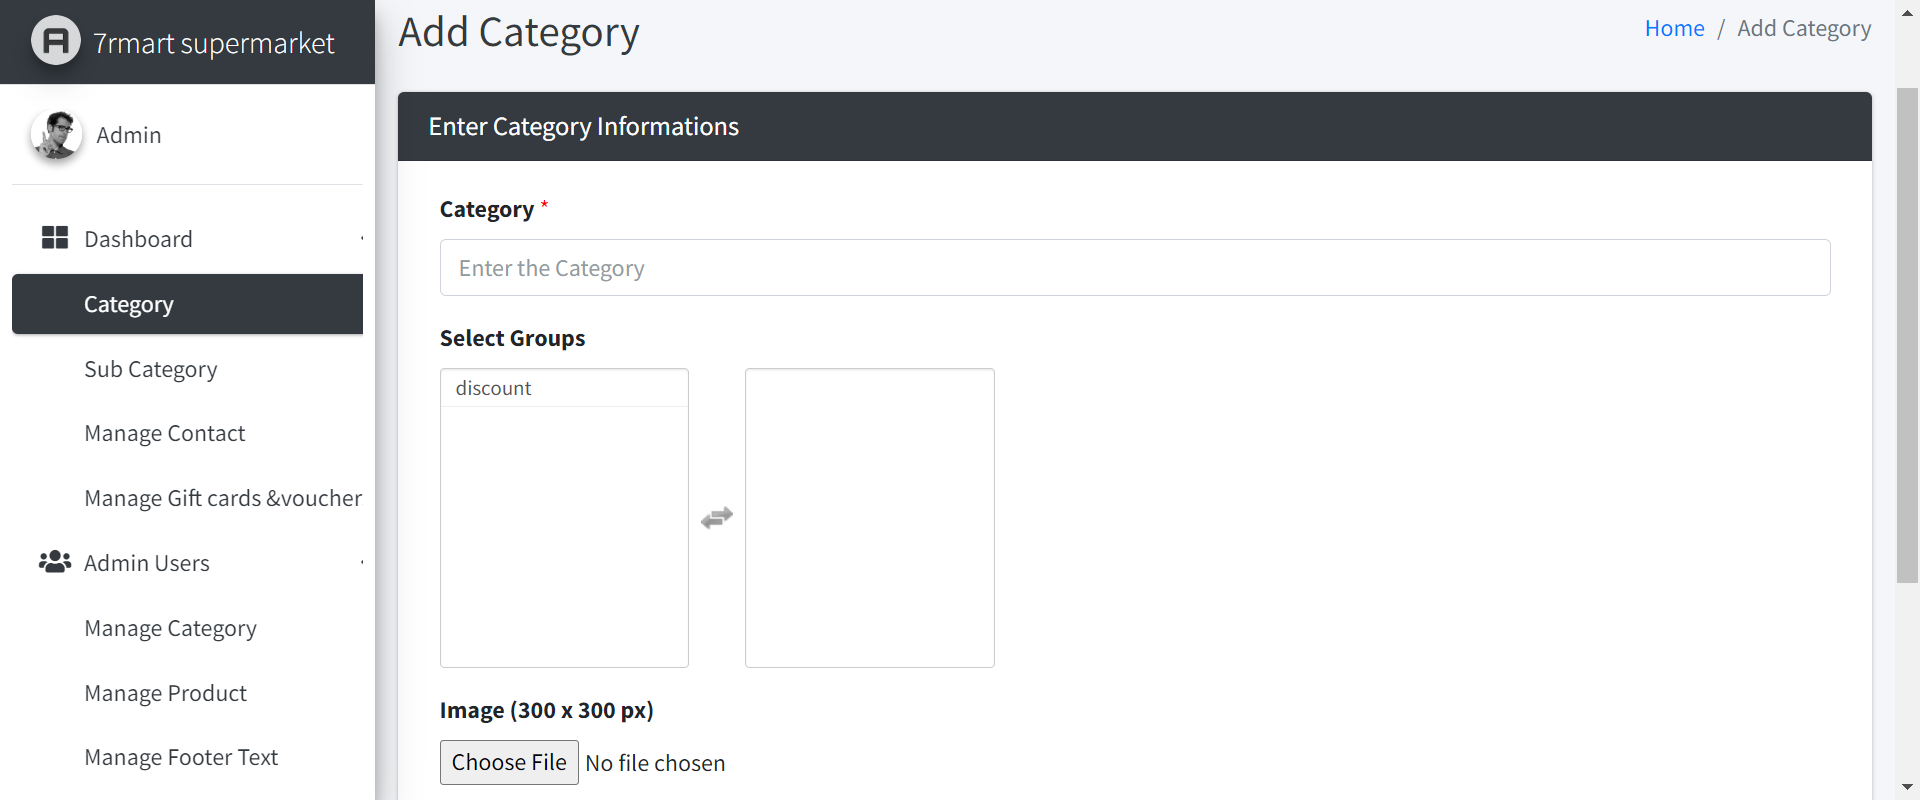 A 7rmart supermarket
Admin
Dashboard
Category
Sub Category
Manage Contact
Manage Gift cards &voucher
Admin Users
Manage Category
Manage Product
Manage Footer Text
Add Category
Home / Add Category
Enter Category Informations
Category *
Enter the Category
Select Groups
discount
Image (300 x 300 px)
Choose File No file chosen